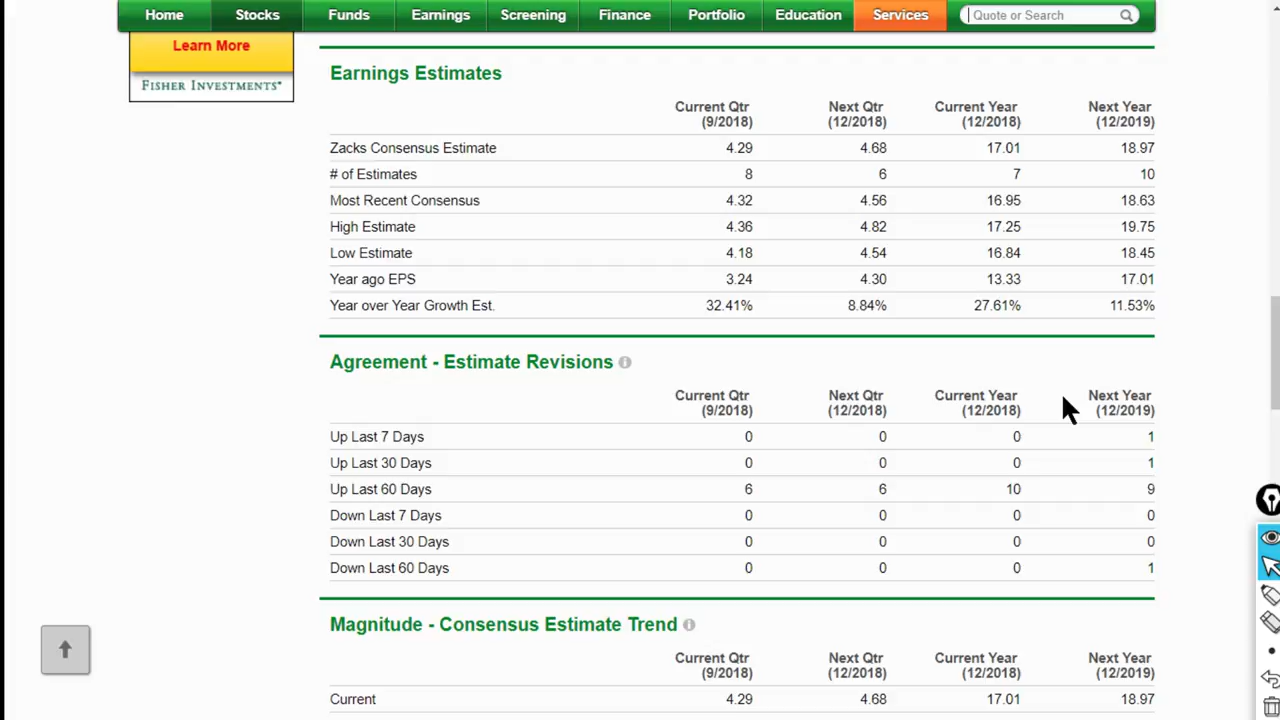 Home Stocks Funds Earnings Screening Finance Portfolio Education Services Quote or Search
Learn More
FISHER INVESTMENTS®
Earnings Estimates
Current Qtr Next Qtr Current Year Next Year
(9/2018) (12/2018) (12/2018) (12/2019)
Zacks Consensus Estimate 4.29 4.68 17.01 18.97
# of Estimates 8 6 7 10
Most Recent Consensus 4.32 4.56 16.95 18.63
High Estimate 4.36 4.82 17.25 19.75
Low Estimate 4.18 4.54 16.84 18.45
Year ago EPS 3.24 4.30 13.33 17.01
Year over Year Growth Est. 32.41% 8.84% 27.61% 11.53%
Agreement - Estimate Revisions
Current Qtr Next Qtr Current Year Next Year
(9/2018) (12/2018) (12/2018) (12/2019)
Up Last 7 Days 0 0 0 1
Up Last 30 Days 0 0 0 1
Up Last 60 Days 6 6 10 9
Down Last 7 Days 0 0 0 0
Down Last 30 Days 0 0 0 0
Down Last 60 Days 0 0 0 1
Magnitude - Consensus Estimate Trend
Current Qtr Next Qtr Current Year Next Year
(9/2018) (12/2018) (12/2018) (12/2019)
Current 4.29 4.68 17.01 18.97